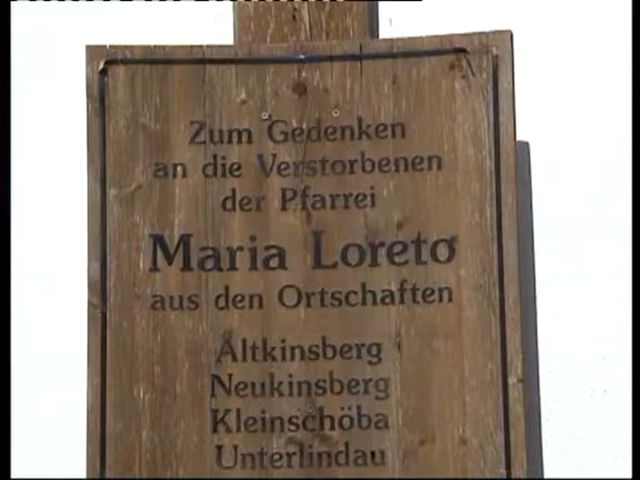 Zum Gedenken
an die Verstorbenen
der Pfarrei
Maria Loreto
aus den Ortschaften
Altkinsberg
Neukinsberg
Kleinschöba
Unterlindau